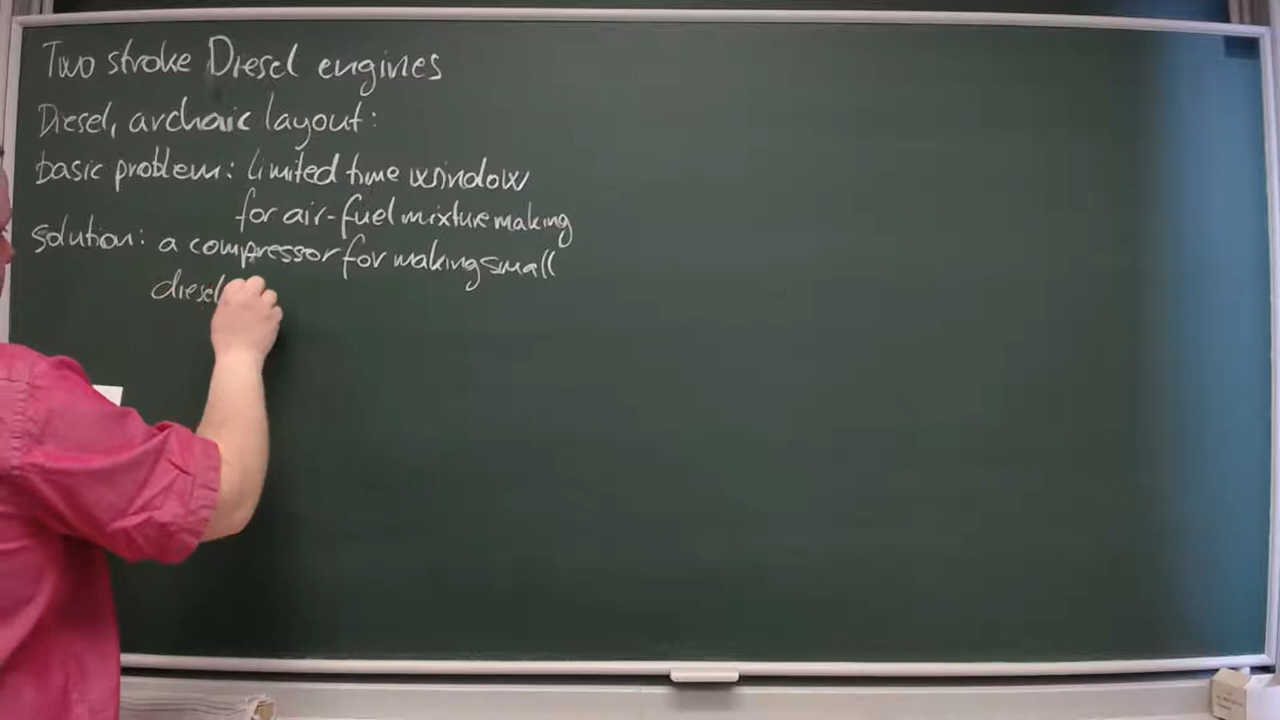 Two stroke Diesel engines
Diesel, archaic layout:
basic problem: limited time window
for air-fuel mixture making
solution: a compressor for making small
diesel